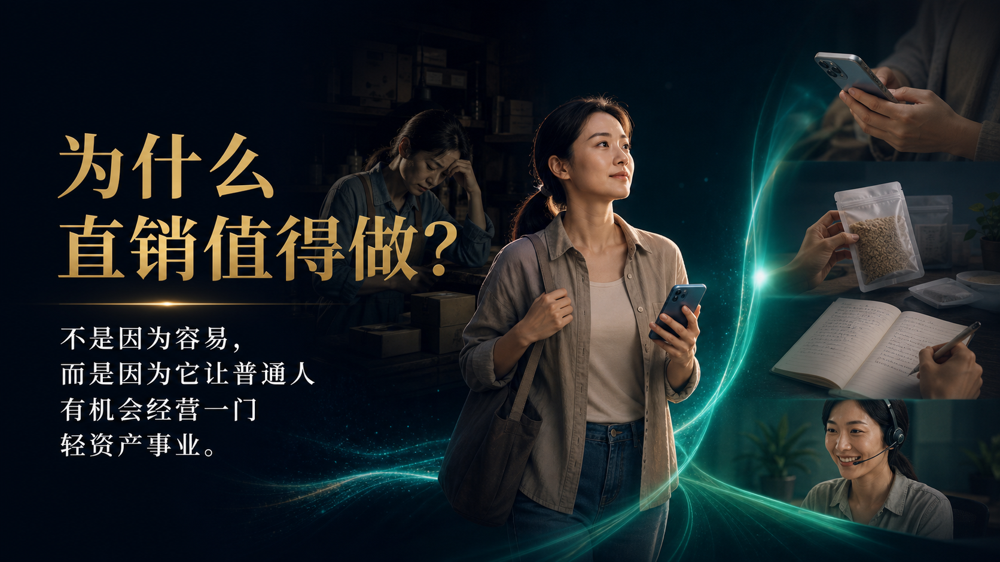 为什么
直销值得做？
不是因为容易，
而是因为它让普通人
有机会经营一门
轻资产事业。